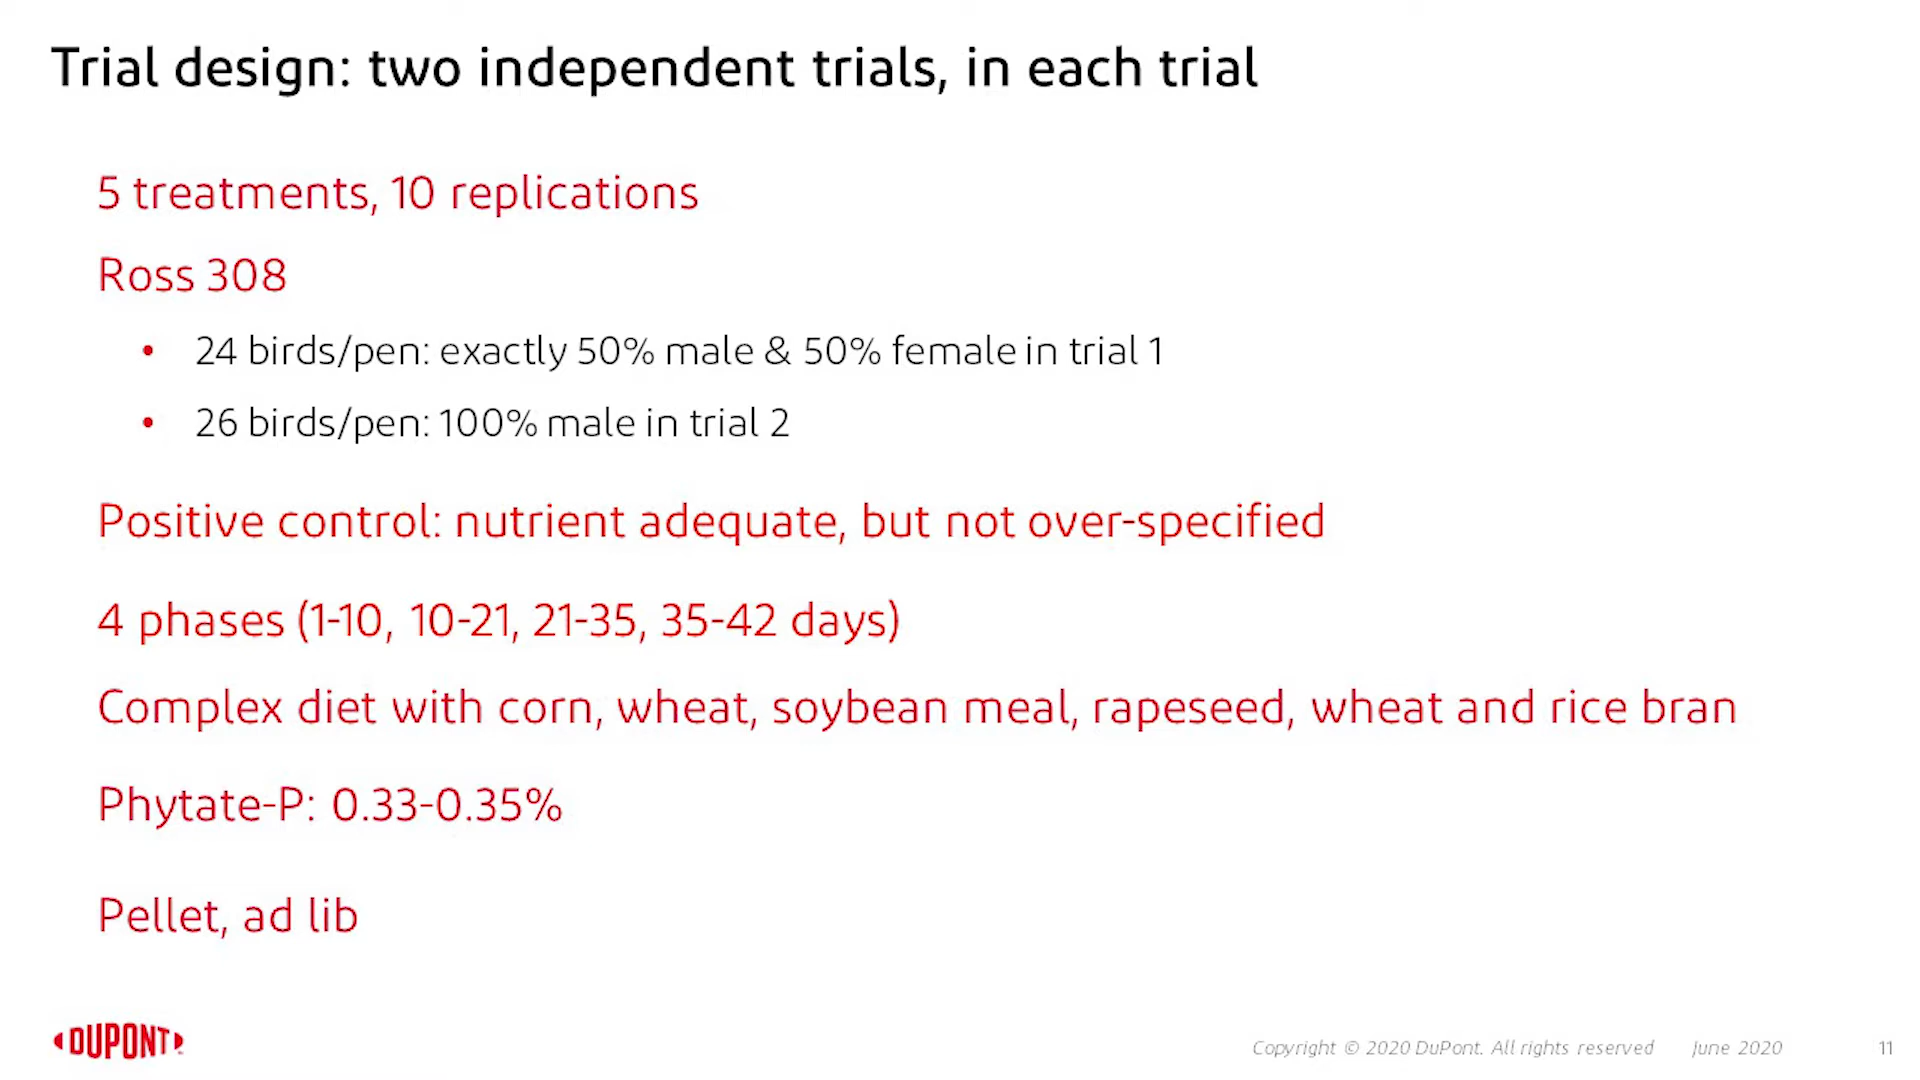 Trial design: two independent trials, in each trial
5 treatments, 10 replications
Ross 308
• 24 birds/pen: exactly 50% male & 50% female in trial 1
• 26 birds/pen: 100% male in trial 2
Positive control: nutrient adequate, but not over-specified
4 phases (1-10, 10-21, 21-35, 35-42 days)
Complex diet with corn, wheat, soybean meal, rapeseed, wheat and rice bran
Phytate-P: 0.33-0.35%
Pellet, ad lib
DUPONT
Copyright © 2020 DuPont. All rights reserved June 2020 11